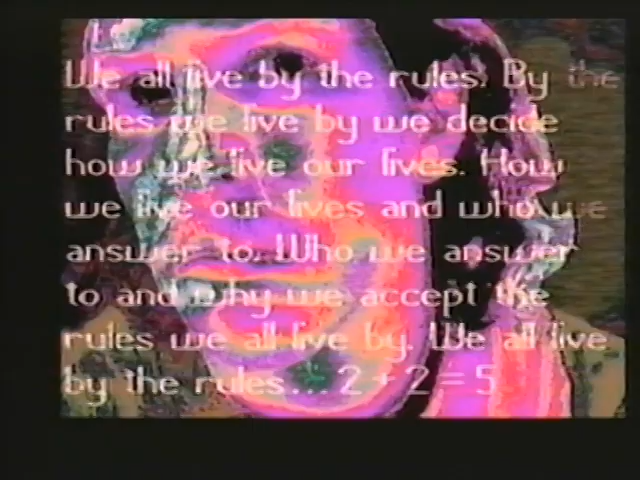 We all live by the rules. By the
rules we live by we decide
how we live our lives. How
we live our lives and who we
answer to. Who we answer
to and why we accept the
rules we all live by. We all live
by the rules... 2 + 2 = 5